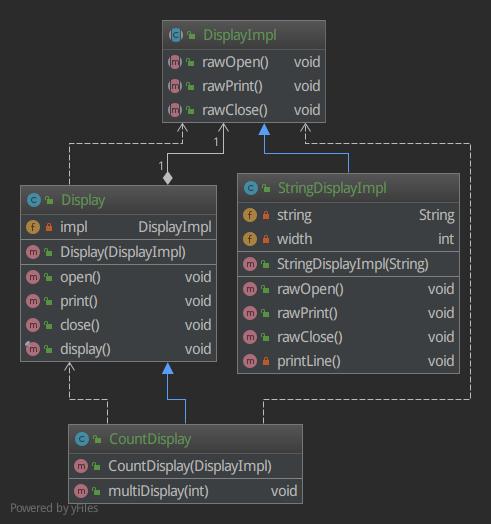 DisplayImpl
rawOpen() void
rawPrint() void
rawClose() void
1
1
Display
impl DisplayImpl
Display(DisplayImpl)
open() void
print() void
close() void
display() void
StringDisplayImpl
string String
width int
StringDisplayImpl(String)
rawOpen() void
rawPrint() void
rawClose() void
printLine() void
CountDisplay
CountDisplay(DisplayImpl)
multiDisplay(int) void
Powered by yFiles